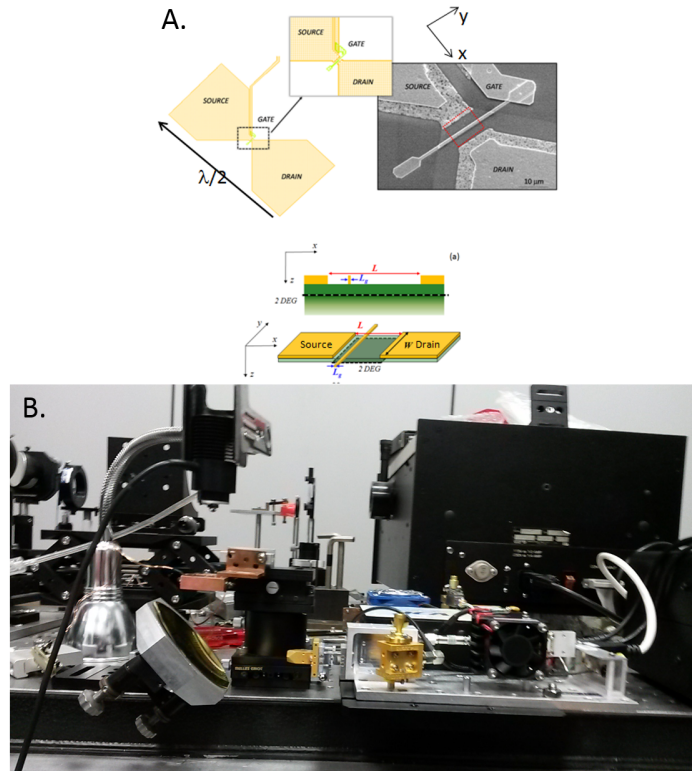 A.
y
x
SOURCE
GATE
DRAIN
SOURCE
GATE
DRAIN
λ/2
SOURCE
GATE
DRAIN
10 μm
(a)
x
L
z
Lg
2 DEG
y
L
x
Source
W Drain
Lg
2 DEG
z
B.